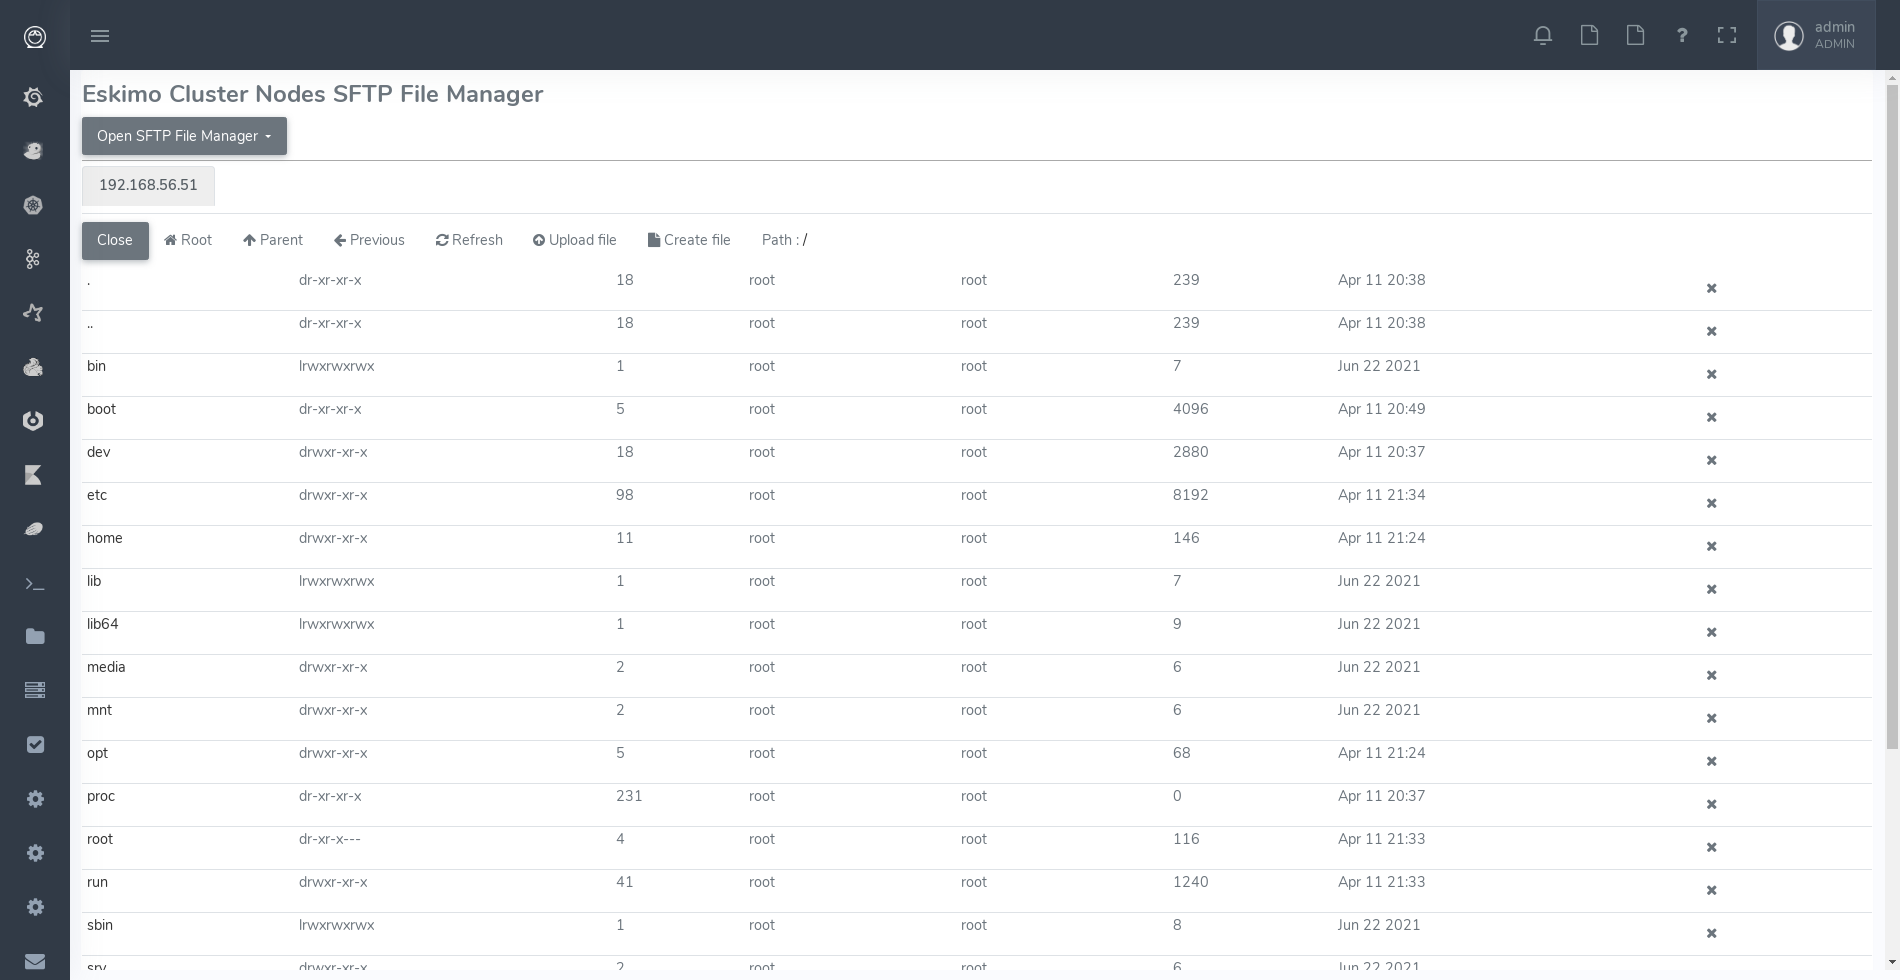 admin
ADMIN
Eskimo Cluster Nodes SFTP File Manager
Open SFTP File Manager
192.168.56.51
Close Root Parent Previous Refresh Upload file Create file Path : /
. dr-xr-xr-x 18 root root 239 Apr 11 20:38
.. dr-xr-xr-x 18 root root 239 Apr 11 20:38
bin lrwxrwxrwx 1 root root 7 Jun 22 2021
boot dr-xr-xr-x 5 root root 4096 Apr 11 20:49
dev drwxr-xr-x 18 root root 2880 Apr 11 20:37
etc drwxr-xr-x 98 root root 8192 Apr 11 21:34
home drwxr-xr-x 11 root root 146 Apr 11 21:24
lib lrwxrwxrwx 1 root root 7 Jun 22 2021
lib64 lrwxrwxrwx 1 root root 9 Jun 22 2021
media drwxr-xr-x 2 root root 6 Jun 22 2021
mnt drwxr-xr-x 2 root root 6 Jun 22 2021
opt drwxr-xr-x 5 root root 68 Apr 11 21:24
proc dr-xr-xr-x 231 root root 0 Apr 11 20:37
root dr-xr-x--- 4 root root 116 Apr 11 21:33
run drwxr-xr-x 41 root root 1240 Apr 11 21:33
sbin lrwxrwxrwx 1 root root 8 Jun 22 2021
srv drwxr-xr-x 2 root root 6 Jun 22 2021